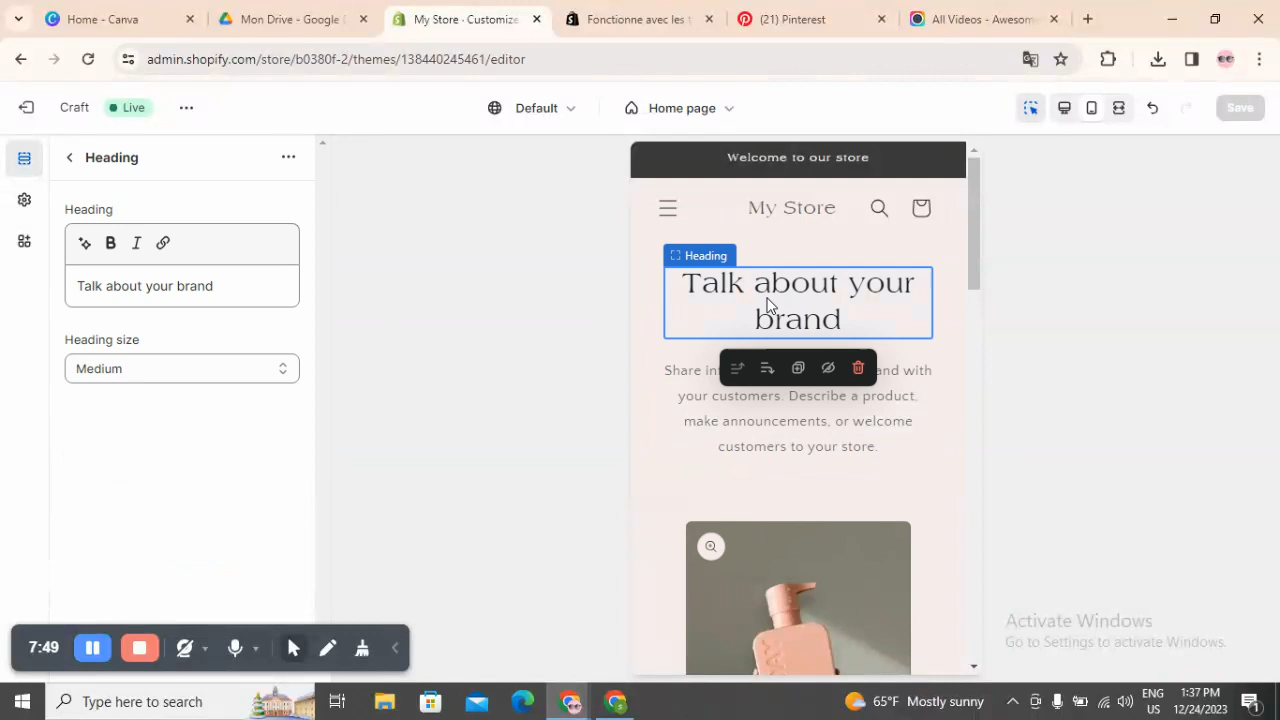 Home - Canva
Mon Drive - Google
My Store · Customize
Fonctionne avec les t
(21) Pinterest
All Videos - Awesom
admin.shopify.com/store/b0380f-2/themes/138440245461/editor
Craft
Live
Default
Home page
Save
Heading
Heading
B I
Talk about your brand
Heading size
Medium
Welcome to our store
My Store
Heading
Talk about your
brand
Share in and with
your customers. Describe a product,
make announcements, or welcome
customers to your store.
Activate Windows
Go to Settings to activate Windows.
7:49
Type here to search
65°F Mostly sunny
ENG
US
1:37 PM
12/24/2023
1